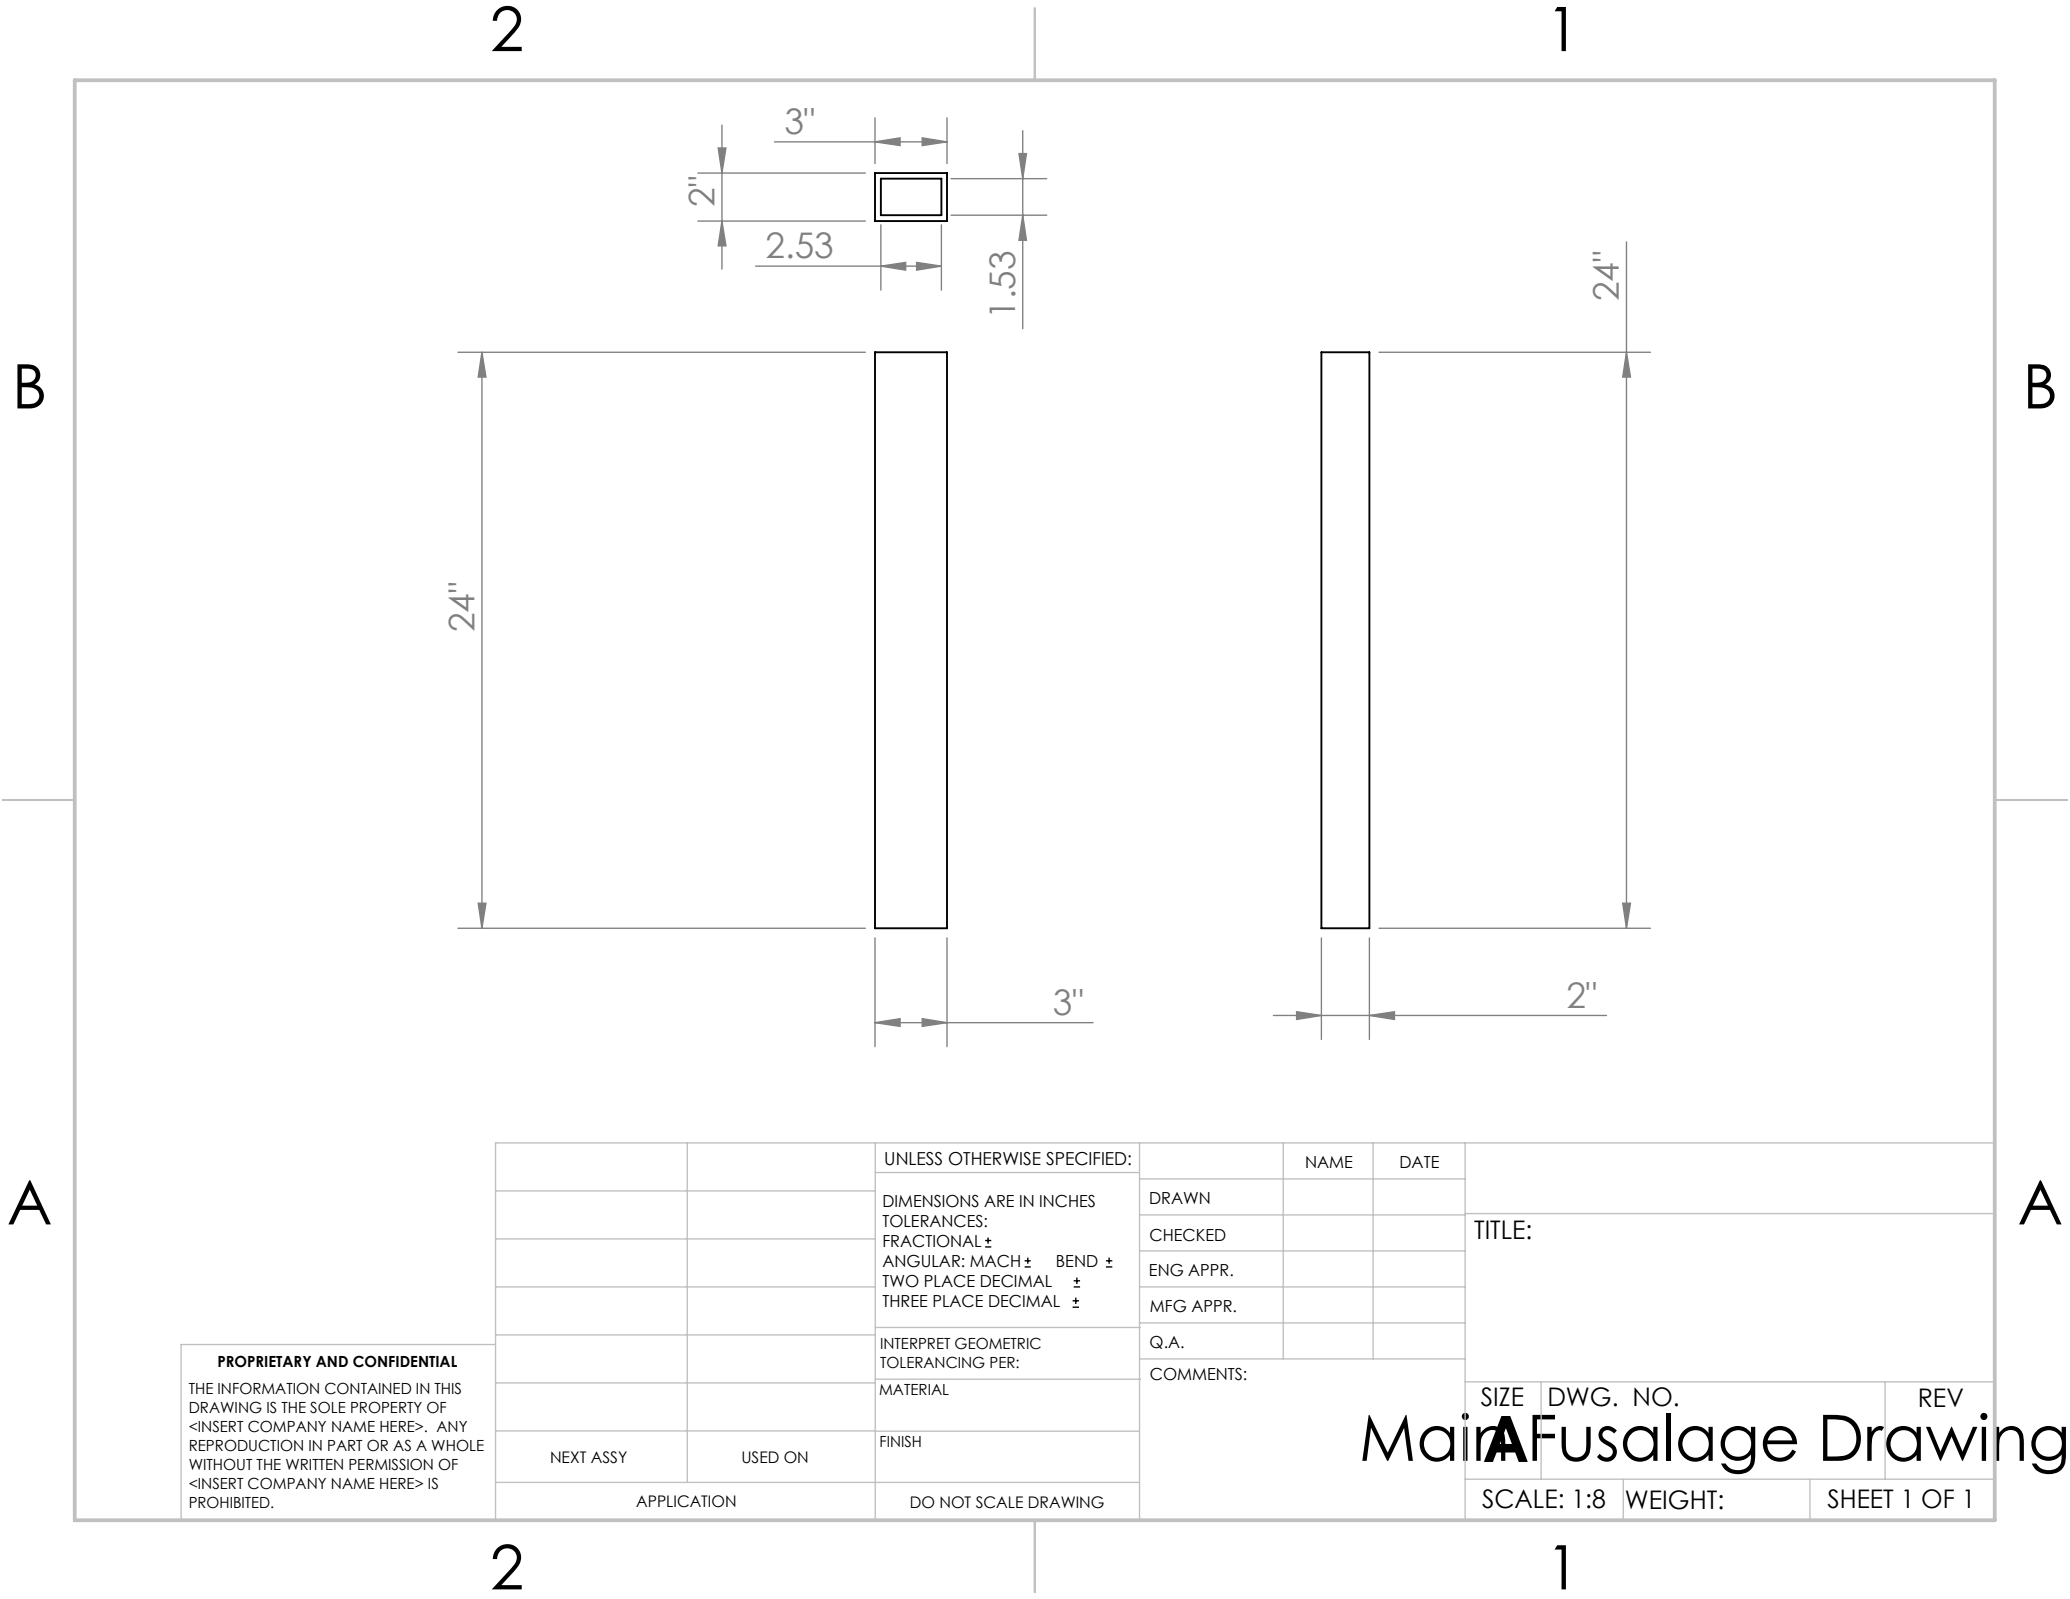 2 1
3"
2"
2.53
1.53
24"
B B
24"
3" 2"
A A
UNLESS OTHERWISE SPECIFIED:
DIMENSIONS ARE IN INCHES
TOLERANCES:
FRACTIONAL ±
ANGULAR: MACH ± BEND ±
TWO PLACE DECIMAL ±
THREE PLACE DECIMAL ±
INTERPRET GEOMETRIC
TOLERANCING PER:
MATERIAL
FINISH
DO NOT SCALE DRAWING
NAME DATE
DRAWN
CHECKED
ENG APPR.
MFG APPR.
Q.A.
COMMENTS:
TITLE:
SIZE DWG. NO. REV
A
Main Fusalage Drawing
SCALE: 1:8 WEIGHT: SHEET 1 OF 1
PROPRIETARY AND CONFIDENTIAL
THE INFORMATION CONTAINED IN THIS
DRAWING IS THE SOLE PROPERTY OF
<INSERT COMPANY NAME HERE>. ANY
REPRODUCTION IN PART OR AS A WHOLE
WITHOUT THE WRITTEN PERMISSION OF
<INSERT COMPANY NAME HERE> IS
PROHIBITED.
NEXT ASSY USED ON
APPLICATION
2 1